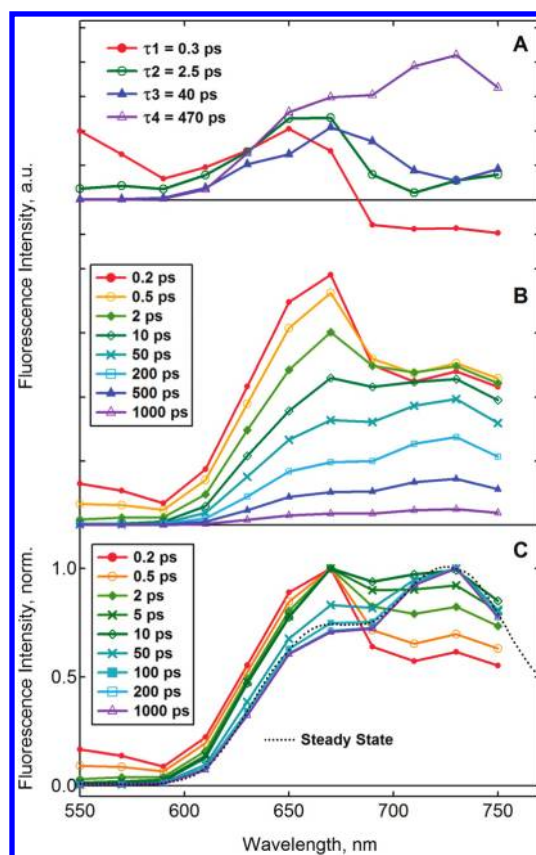 A
τ1 = 0.3 ps
τ2 = 2.5 ps
τ3 = 40 ps
τ4 = 470 ps
Fluorescence Intensity, a.u.
B
0.2 ps
0.5 ps
2 ps
10 ps
50 ps
200 ps
500 ps
1000 ps
C
Fluorescence Intensity, norm.
1.0
0.5
0.0
0.2 ps
0.5 ps
2 ps
5 ps
10 ps
50 ps
100 ps
200 ps
1000 ps
Steady State
550 600 650 700 750
Wavelength, nm